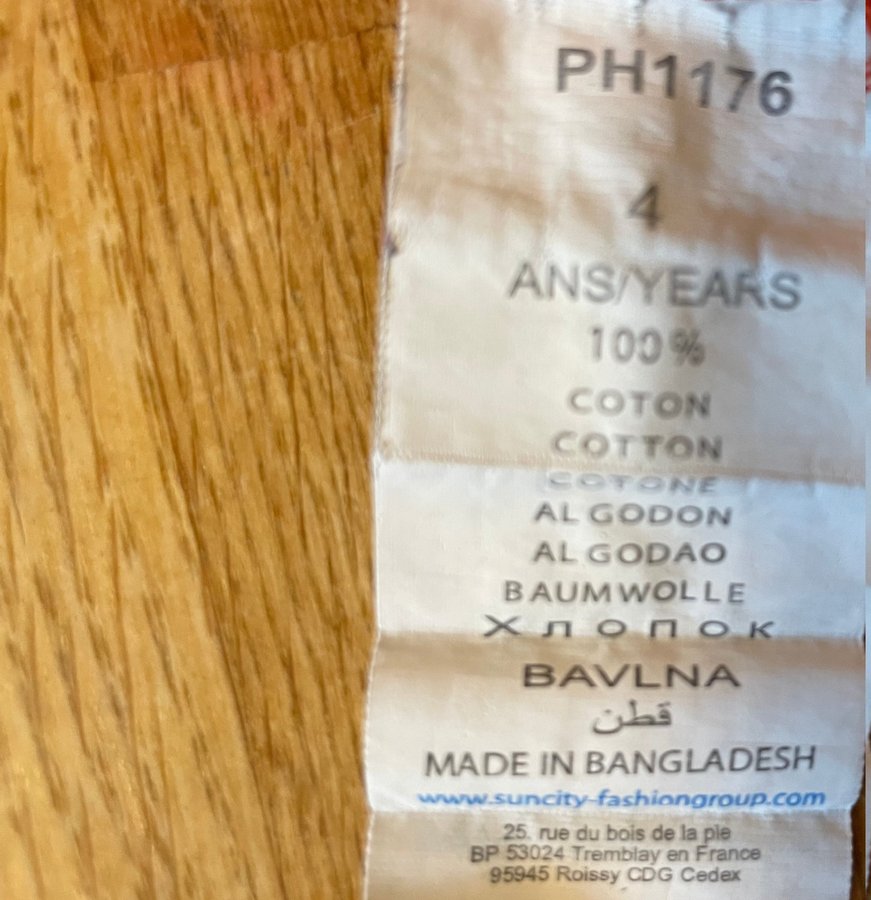 PH1176
4
ANS/YEARS
100%
COTON
COTTON
COTONE
ALGODON
ALGODAO
BAUMWOLLE
Хлопок
BAVLNA
قطن
MADE IN BANGLADESH
www.suncity-fashiongroup.com
25. rue du bois de la pie
BP 53024 Tremblay en France
95945 Roissy CDG Cedex